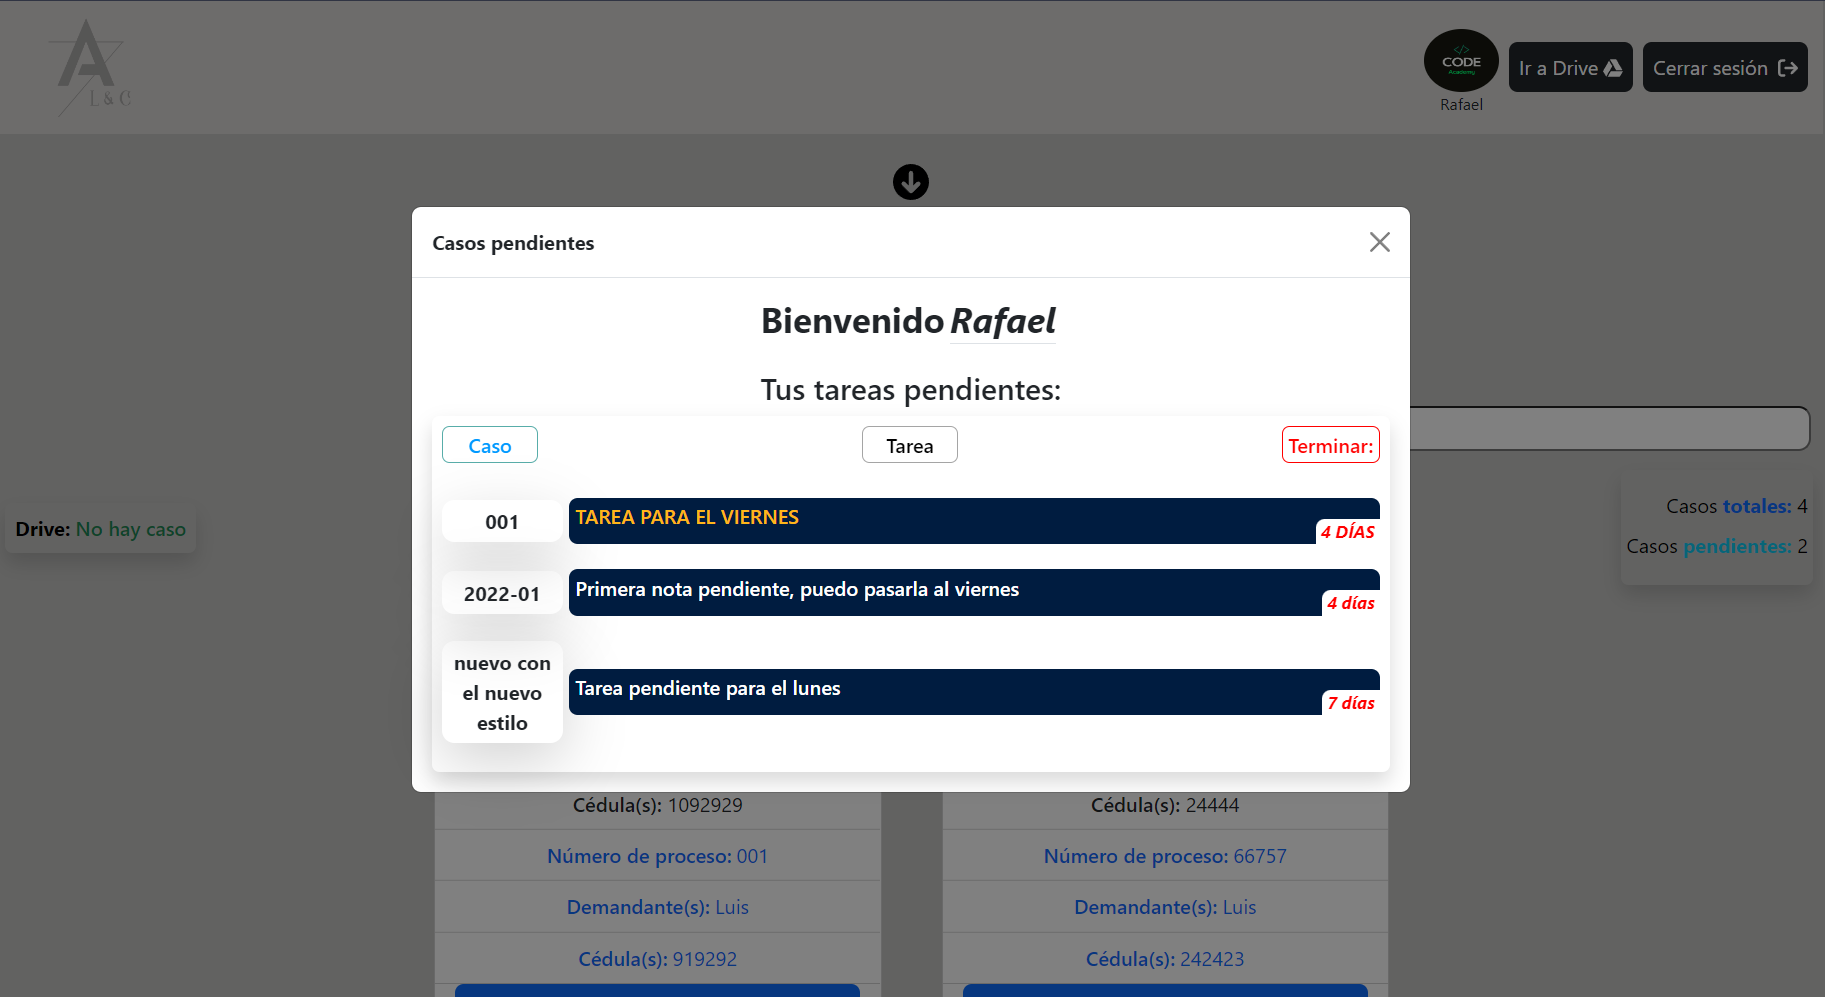 A
L & C
</>
CODE
Academy
Rafael
Ir a Drive
Cerrar sesión
Casos pendientes
Bienvenido Rafael
Tus tareas pendientes:
Caso
Tarea
Terminar:
001
TAREA PARA EL VIERNES
4 DÍAS
2022-01
Primera nota pendiente, puedo pasarla al viernes
4 días
nuevo con
el nuevo
estilo
Tarea pendiente para el lunes
7 días
Drive: No hay caso
Casos totales: 4
Casos pendientes: 2
Cédula(s): 1092929
Número de proceso: 001
Demandante(s): Luis
Cédula(s): 919292
Cédula(s): 24444
Número de proceso: 66757
Demandante(s): Luis
Cédula(s): 242423